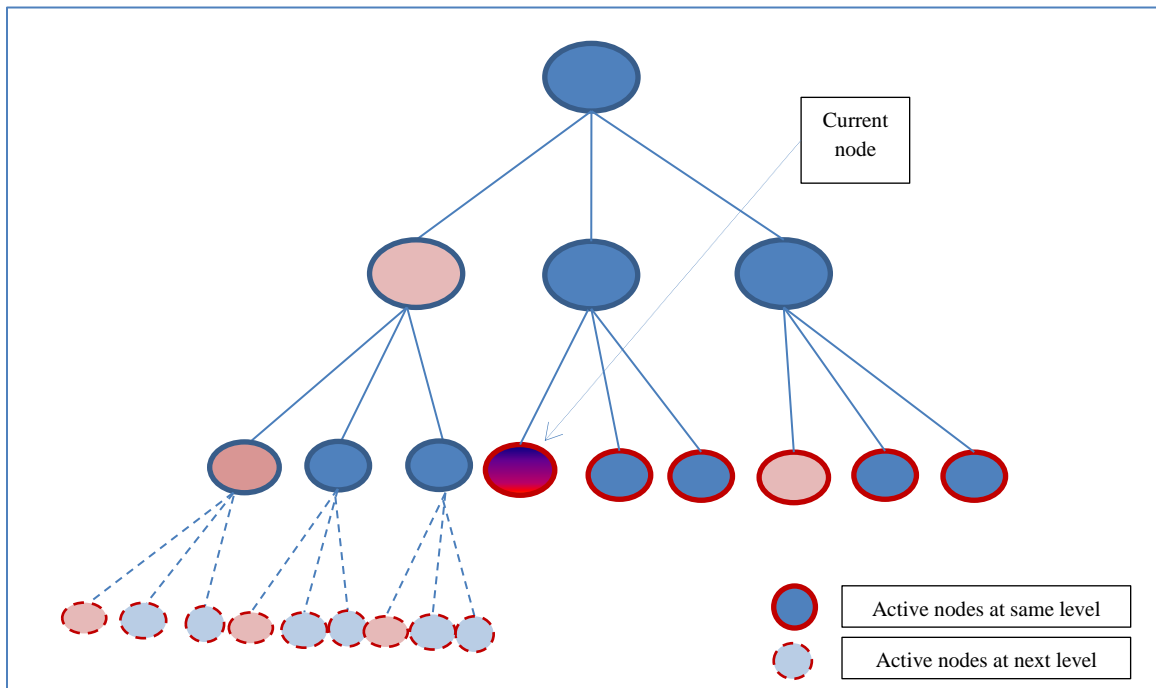 Current
node
Active nodes at same level
Active nodes at next level